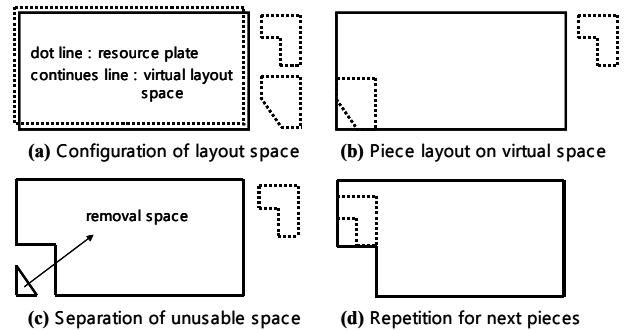 dot line : resource plate
continues line : virtual layout
space
(a) Configuration of layout space
(b) Piece layout on virtual space
removal space
(c) Separation of unusable space
(d) Repetition for next pieces